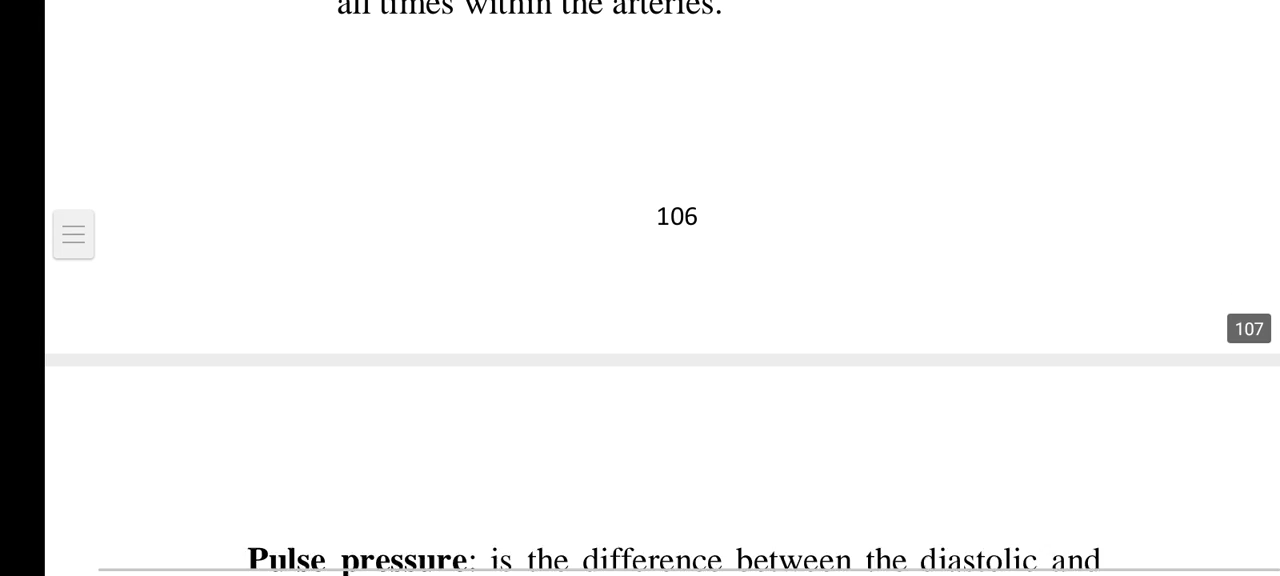 all times within the arteries.
106
107
Pulse pressure: is the difference between the diastolic and